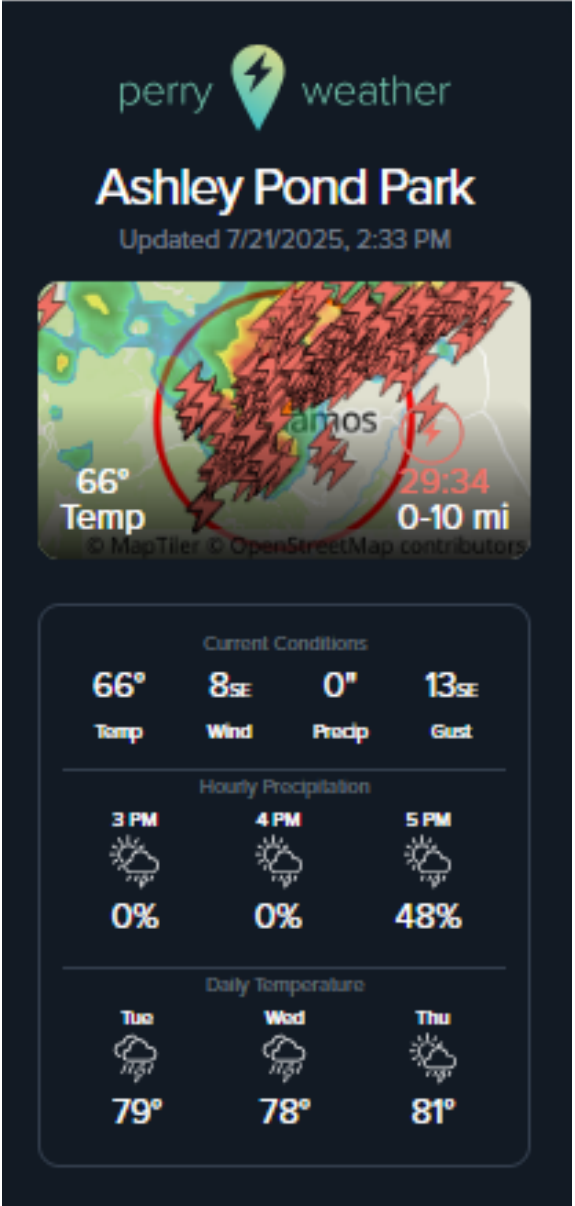 perry weather
Ashley Pond Park
Updated 7/21/2025, 2:33 PM
amos
66° 29:34
Temp 0-10 mi
© MapTiler © OpenStreetMap contributors
Current Conditions
66° 8SE 0" 13SE
Temp Wind Precip Gust
Hourly Precipitation
3 PM 4 PM 5 PM
0% 0% 48%
Daily Temperature
Tue Wed Thu
79° 78° 81°